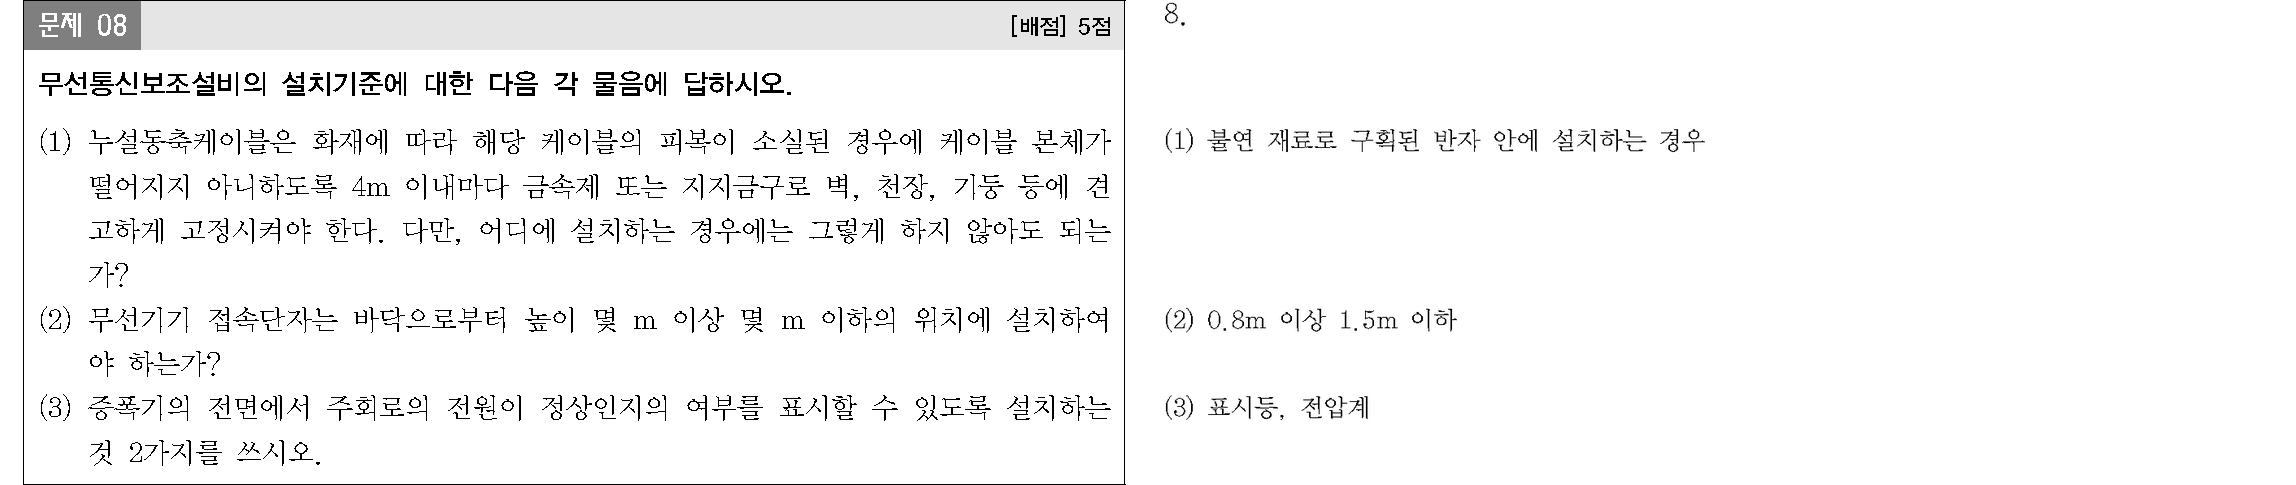 문제 08
[배점] 5점
무선통신보조설비의 설치기준에 대한 다음 각 물음에 답하시오.
(1) 누설동축케이블은 화재에 따라 해당 케이블의 피복이 소실된 경우에 케이블 본체가
떨어지지 아니하도록 4m 이내마다 금속제 또는 지지금구로 벽, 천장, 기둥 등에 견
고하게 고정시켜야 한다. 다만, 어디에 설치하는 경우에는 그렇게 하지 않아도 되는
가?
(2) 무선기기 접속단자는 바닥으로부터 높이 몇 m 이상 몇 m 이하의 위치에 설치하여
야 하는가?
(3) 증폭기의 전면에서 주회로의 전원이 정상인지의 여부를 표시할 수 있도록 설치하는
것 2가지를 쓰시오.
8.
(1) 불연 재료로 구획된 반자 안에 설치하는 경우
(2) 0.8m 이상 1.5m 이하
(3) 표시등, 전압계